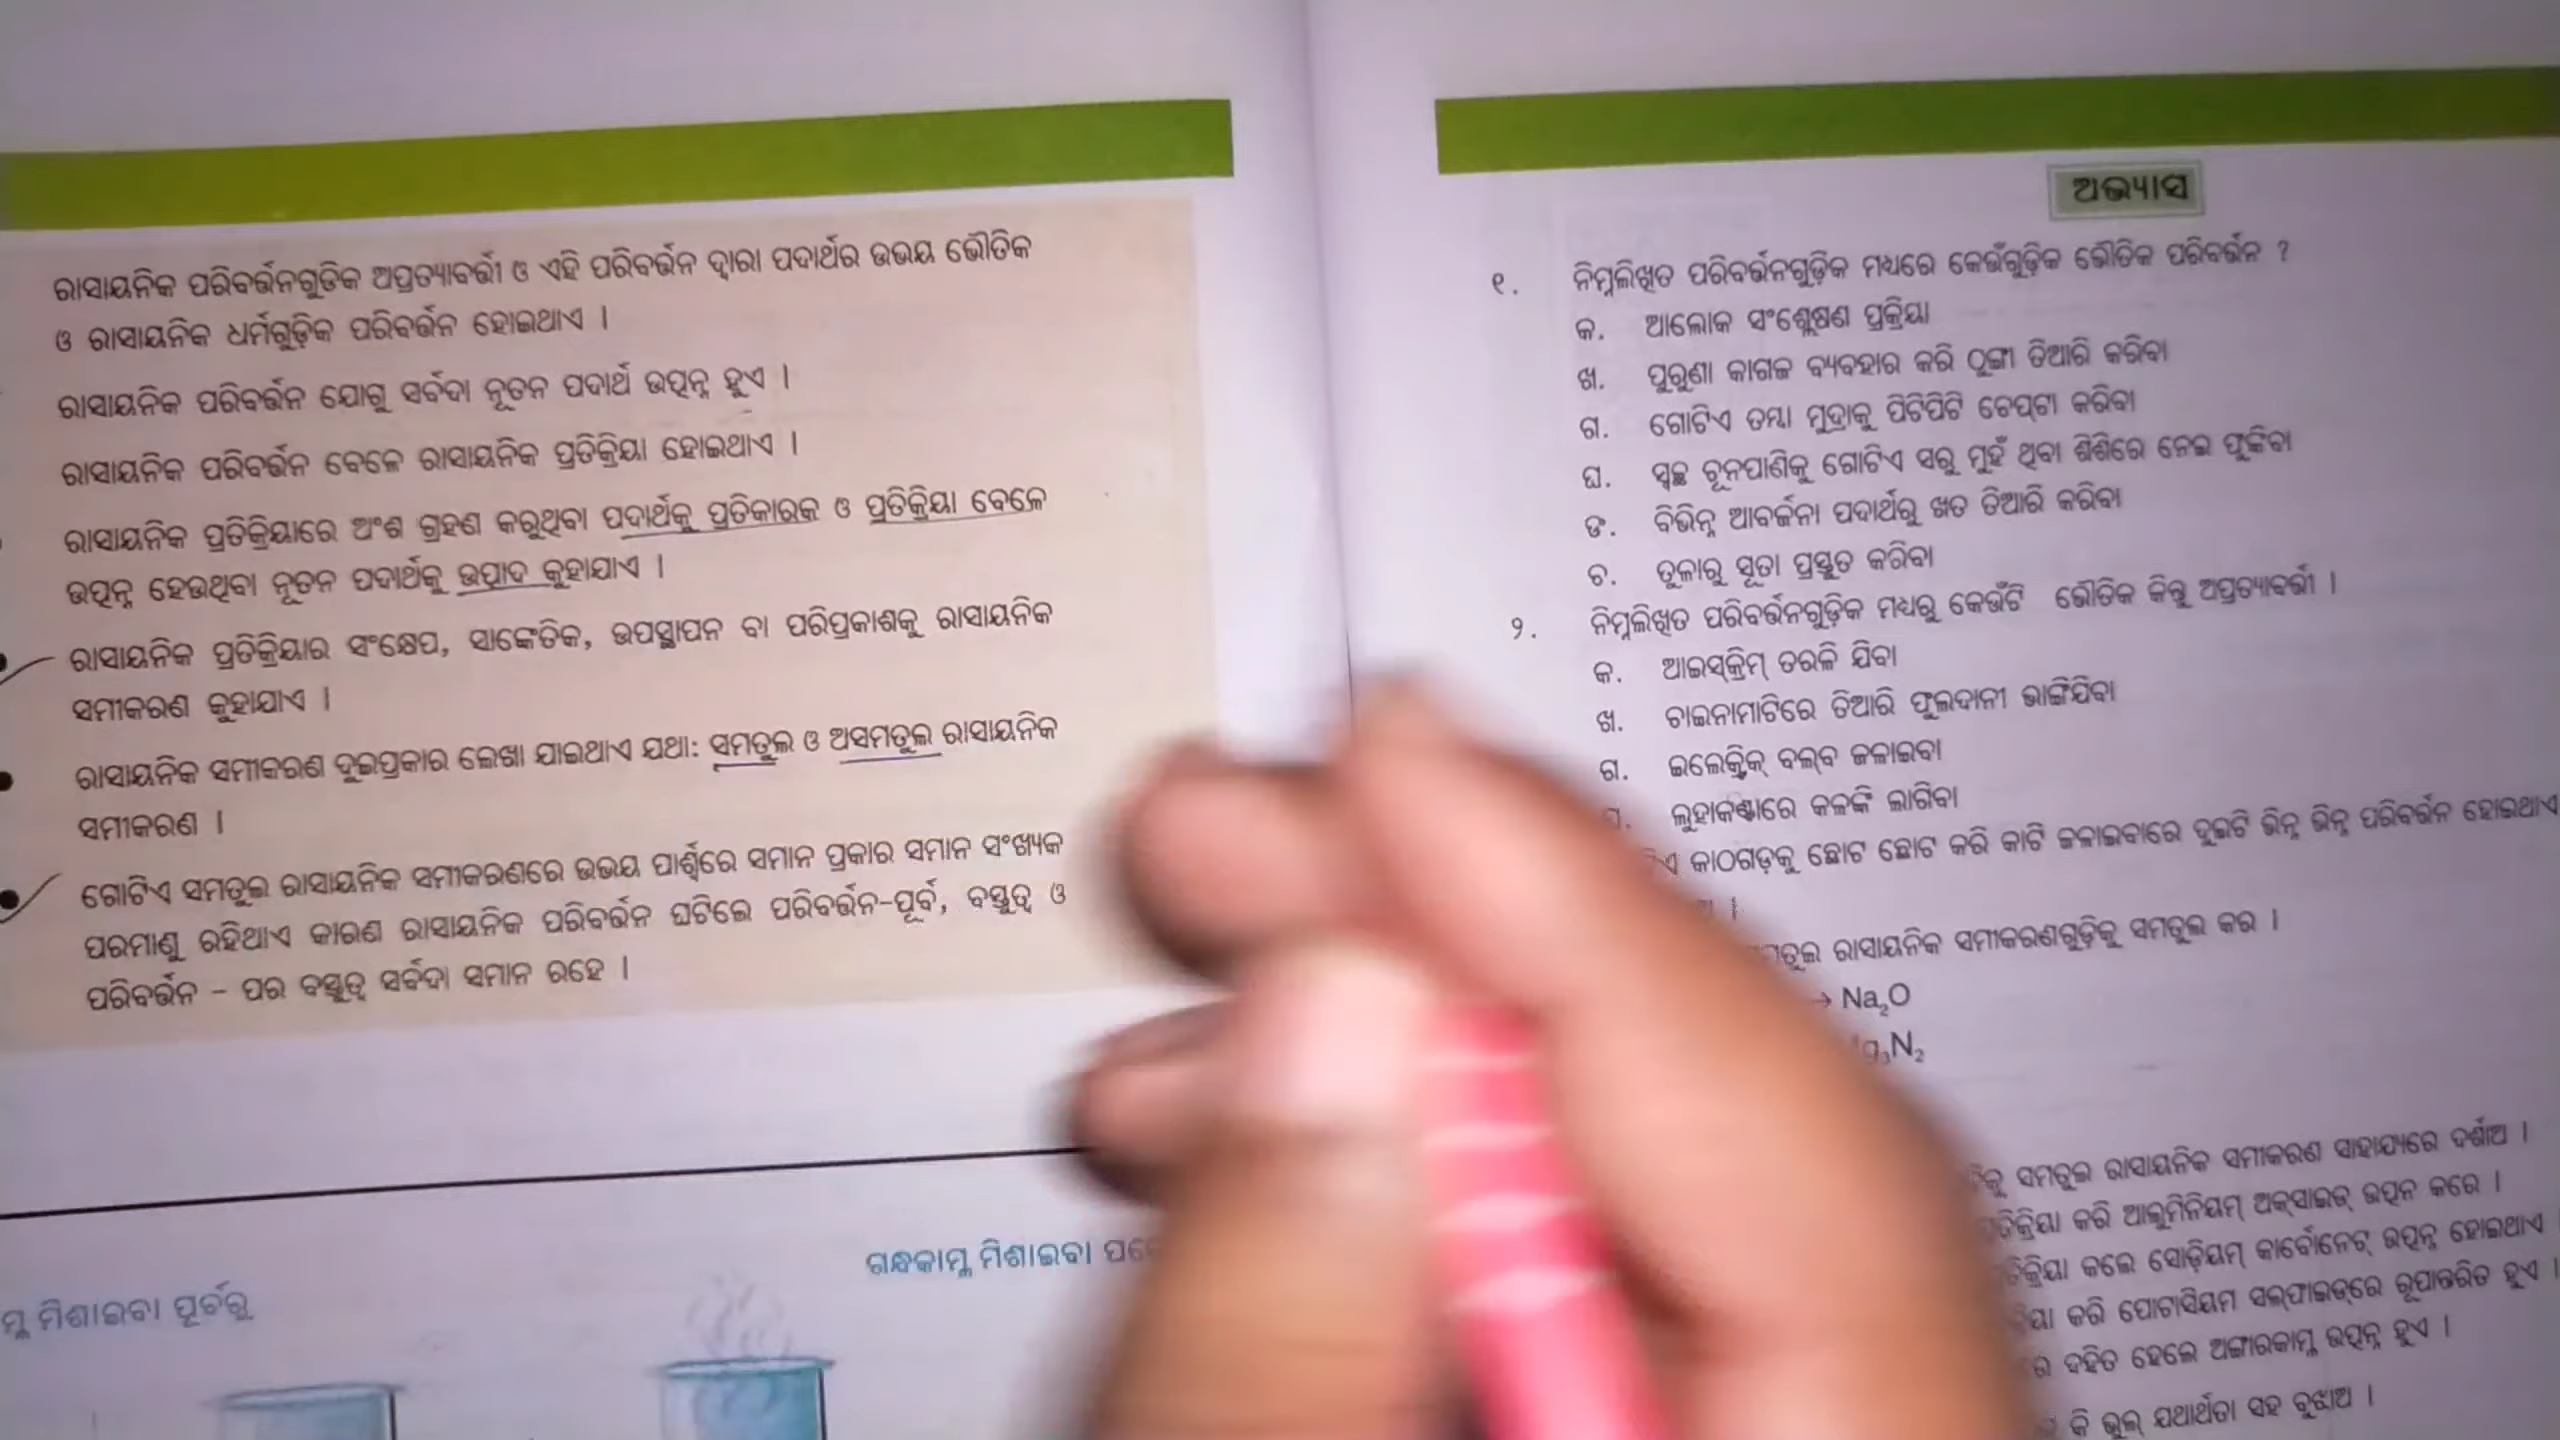 ରାସାୟନିକ ପରିବର୍ତ୍ତନଗୁଡ଼ିକ ଅପ୍ରତ୍ୟାବର୍ତ୍ତୀ ଓ ଏହି ପରିବର୍ତ୍ତନ ଦ୍ୱାରା ପଦାର୍ଥର ଉଭୟ ଭୌତିକ
ଓ ରାସାୟନିକ ଧର୍ମଗୁଡ଼ିକ ପରିବର୍ତ୍ତନ ହୋଇଥାଏ ।
ରାସାୟନିକ ପରିବର୍ତ୍ତନ ଯୋଗୁ ସର୍ବଦା ନୂତନ ପଦାର୍ଥ ଉତ୍ପନ୍ନ ହୁଏ ।
ରାସାୟନିକ ପରିବର୍ତ୍ତନ ବେଳେ ରାସାୟନିକ ପ୍ରତିକ୍ରିୟା ହୋଇଥାଏ ।
ରାସାୟନିକ ପ୍ରତିକ୍ରିୟାରେ ଅଂଶ ଗ୍ରହଣ କରୁଥିବା ପଦାର୍ଥକୁ ପ୍ରତିକାରକ ଓ ପ୍ରତିକ୍ରିୟା ବେଳେ
ଉତ୍ପନ୍ନ ହେଉଥିବା ନୂତନ ପଦାର୍ଥକୁ ଉତ୍ପାଦ କୁହାଯାଏ ।
ରାସାୟନିକ ପ୍ରତିକ୍ରିୟାର ସଂକ୍ଷେପ, ସାଙ୍କେତିକ, ଉପସ୍ଥାପନ ବା ପରିପ୍ରକାଶକୁ ରାସାୟନିକ
ସମୀକରଣ କୁହାଯାଏ ।
ରାସାୟନିକ ସମୀକରଣ ଦୁଇପ୍ରକାର ଲେଖା ଯାଇଥାଏ ଯଥା: ସମତୁଲ ଓ ଅସମତୁଲ ରାସାୟନିକ
ସମୀକରଣ ।
ଗୋଟିଏ ସମତୁଲ ରାସାୟନିକ ସମୀକରଣରେ ଉଭୟ ପାର୍ଶ୍ୱରେ ସମାନ ପ୍ରକାର ସମାନ ସଂଖ୍ୟକ
ପରମାଣୁ ରହିଥାଏ କାରଣ ରାସାୟନିକ ପରିବର୍ତ୍ତନ ଘଟିଲେ ପରିବର୍ତ୍ତନ-ପୂର୍ବ, ବସ୍ତୁତ୍ୱ ଓ
ପରିବର୍ତ୍ତନ – ପର ବସ୍ତୁତ୍ୱ ସର୍ବଦା ସମାନ ରହେ ।
ମିଶାଇବା ପୂର୍ବରୁ
ଗନ୍ଧକାମ୍ଳ ମିଶାଇବା
ଅଭ୍ୟାସ
୧. ନିମ୍ନଲିଖିତ ପରିବର୍ତ୍ତନଗୁଡ଼ିକ ମଧ୍ୟରେ କେଉଁଗୁଡ଼ିକ ଭୌତିକ ପରିବର୍ତ୍ତନ ?
କ. ଆଲୋକ ସଂଶ୍ଳେଷଣ ପ୍ରକ୍ରିୟା
ଖ. ପୁରୁଣା କାଗଜ ବ୍ୟବହାର କରି ଠୁଙ୍ଗା ତିଆରି କରିବା
ଗ. ଗୋଟିଏ ତମ୍ବା ମୁଦ୍ରାକୁ ପିଟିପିଟି ଚେପ୍ଟା କରିବା
ଘ. ସ୍ୱଚ୍ଛ ଚୂନପାଣିକୁ ଗୋଟିଏ ସରୁ ମୁହଁ ଥିବା ଶିଶିରେ ନେଇ ଫୁଙ୍କିବା
ଙ. ବିଭିନ୍ନ ଆବର୍ଜନା ପଦାର୍ଥରୁ ଖତ ତିଆରି କରିବା
ଚ. ତୁଳାରୁ ସୂତା ପ୍ରସ୍ତୁତ କରିବା
୨. ନିମ୍ନଲିଖିତ ପରିବର୍ତ୍ତନଗୁଡ଼ିକ ମଧ୍ୟରୁ କେଉଁଟି ଭୌତିକ କିନ୍ତୁ ଅପ୍ରତ୍ୟାବର୍ତ୍ତୀ ।
କ. ଆଇସ୍‌କ୍ରିମ୍ ତରଳି ଯିବା
ଖ. ଚାଇନାମାଟିରେ ତିଆରି ଫୁଲଦାନୀ ଭାଙ୍ଗିଯିବା
ଗ. ଇଲେକ୍ଟ୍ରିକ୍ ବଲ୍‌ବ ଜଳାଇବା
ଲୁହାକଣ୍ଟାରେ କଳଙ୍କି ଲାଗିବା
କାଠଗଡ଼କୁ ଛୋଟ ଛୋଟ କରି କାଟି ଜଳାଇବାରେ ଦୁଇଟି ଭିନ୍ନ ଭିନ୍ନ ପରିବର୍ତ୍ତନ ହୋଇଥାଏ
ରାସାୟନିକ ସମୀକରଣଗୁଡ଼ିକୁ ସମତୁଲ କର ।
→ Na₂O
ସମତୁଲ ରାସାୟନିକ ସମୀକରଣ ସାହାଯ୍ୟରେ ଦର୍ଶାଅ ।
କରି ଆଲୁମିନିୟମ୍ ଅକ୍‌ସାଇଡ୍ ଉତ୍ପନ କରେ ।
କଲେ ସୋଡ଼ିୟମ୍ କାର୍ବୋନେଟ୍ ଉତ୍ପନ୍ନ ହୋଇଥାଏ
କରି ପୋଟାସିୟମ ସଲ୍‌ଫାଇଡ୍‌ରେ ରୂପାନ୍ତରିତ ହୁଏ ।
ଦହିତ ହେଲେ ଅଙ୍ଗାରକାମ୍ଳ ଉତ୍ପନ୍ନ ହୁଏ ।
କି ଭୁଲ୍ ଯଥାର୍ଥତା ସହ ବୁଝାଅ ।